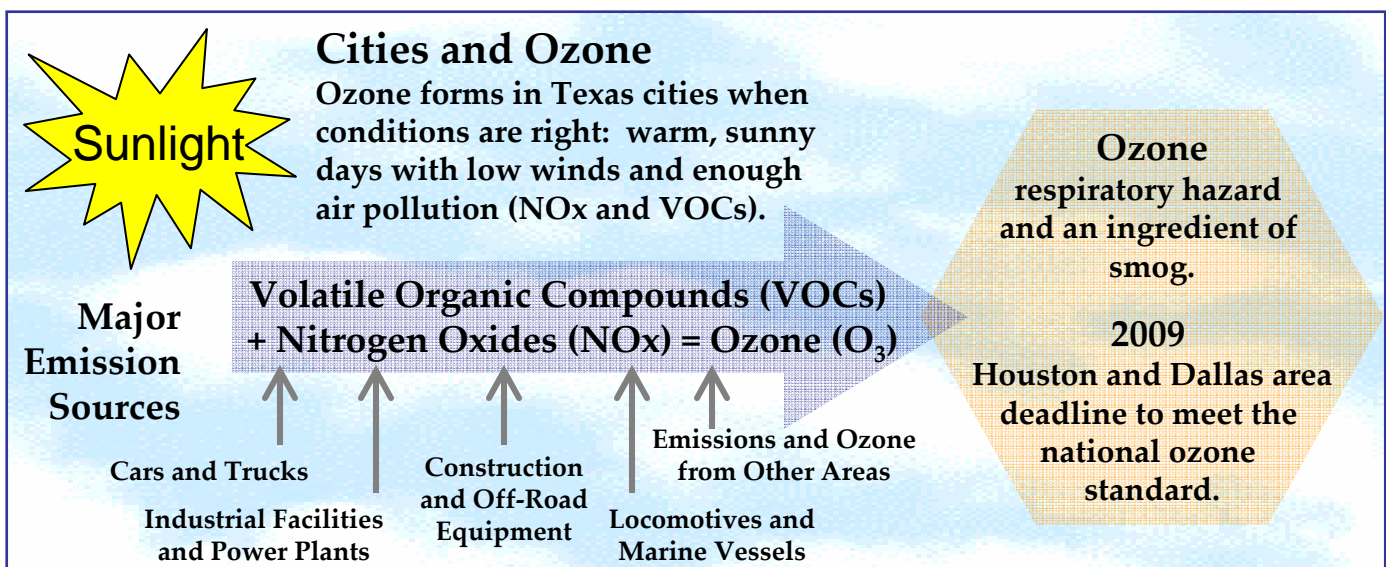 Sunlight
Cities and Ozone
Ozone forms in Texas cities when
conditions are right: warm, sunny
days with low winds and enough
air pollution (NOx and VOCs).
Major
Emission
Sources
Volatile Organic Compounds (VOCs)
+ Nitrogen Oxides (NOx) = Ozone (O₃)
Cars and Trucks
Industrial Facilities
and Power Plants
Construction
and Off-Road
Equipment
Locomotives and
Marine Vessels
Emissions and Ozone
from Other Areas
Ozone
respiratory hazard
and an ingredient of
smog.
2009
Houston and Dallas area
deadline to meet the
national ozone
standard.